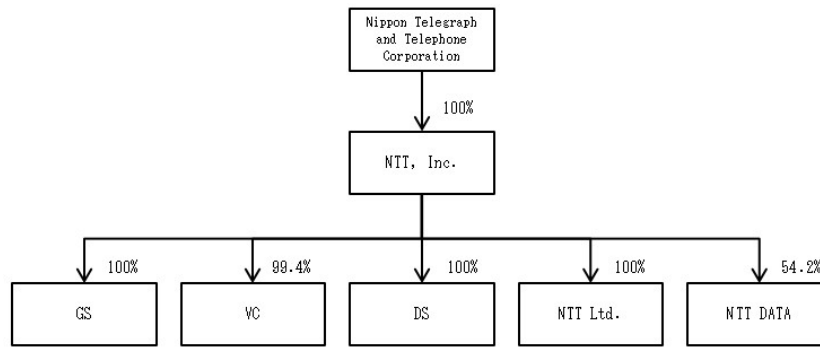 Nippon Telegraph
and Telephone
Corporation
100%
NTT, Inc.
100%
99.4%
100%
100%
54.2%
GS
VC
DS
NTT Ltd.
NTT DATA